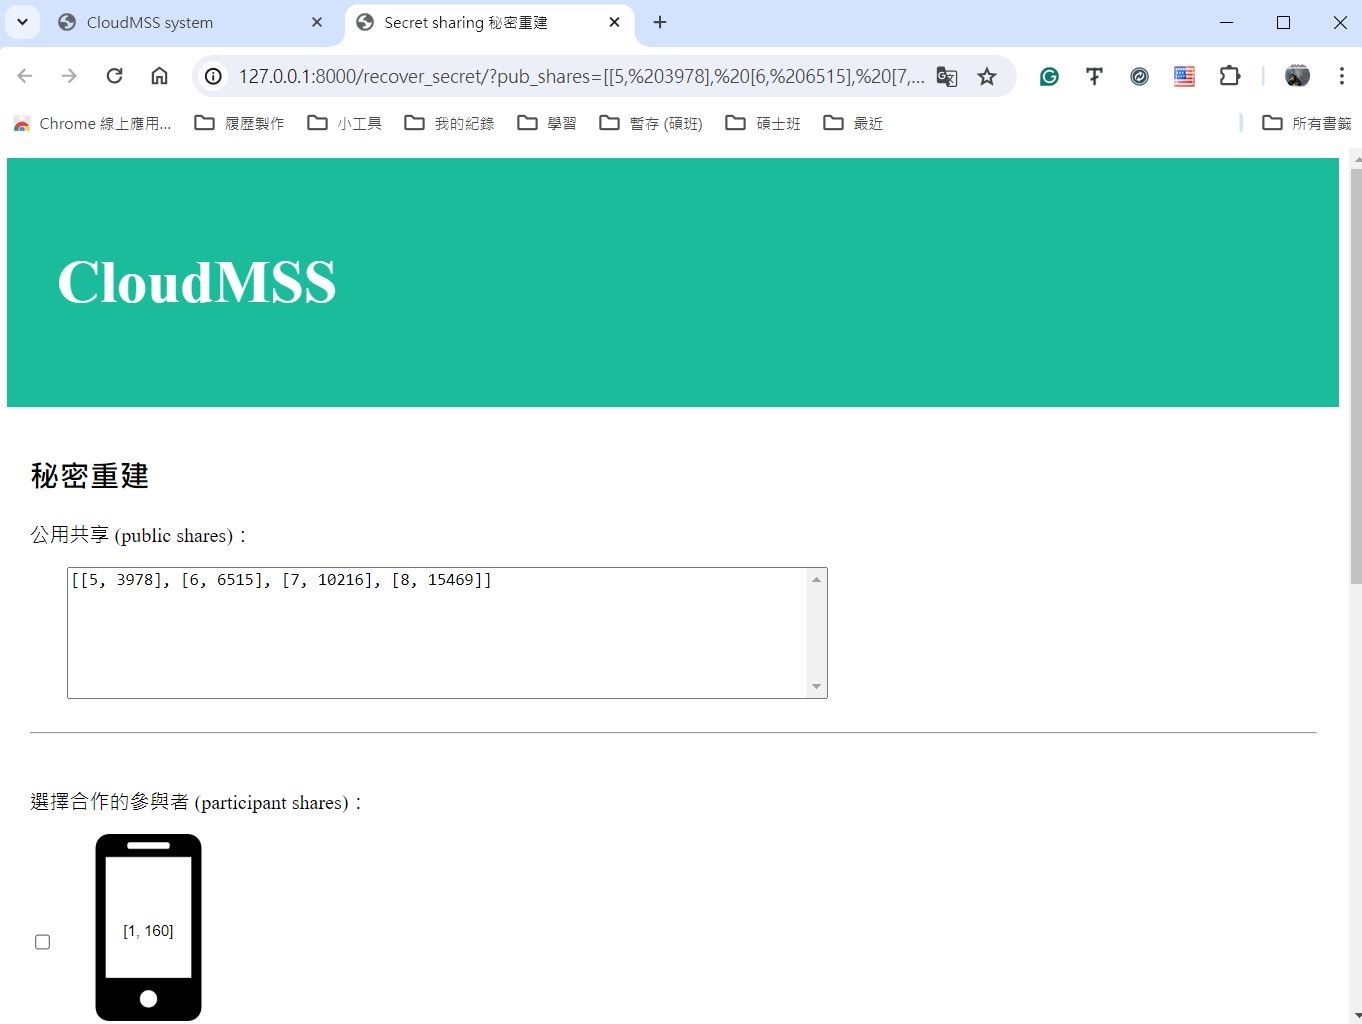 CloudMSS system
Secret sharing 秘密重建
127.0.0.1:8000/recover_secret/?pub_shares=[[5,%203978],%20[6,%206515],%20[7,...
Chrome 線上應用...
履歷製作
小工具
我的紀錄
學習
暫存 (碩班)
碩士班
最近
所有書籤
CloudMSS
秘密重建
公用共享 (public shares)：
[[5, 3978], [6, 6515], [7, 10216], [8, 15469]]
選擇合作的參與者 (participant shares)：
[1, 160]